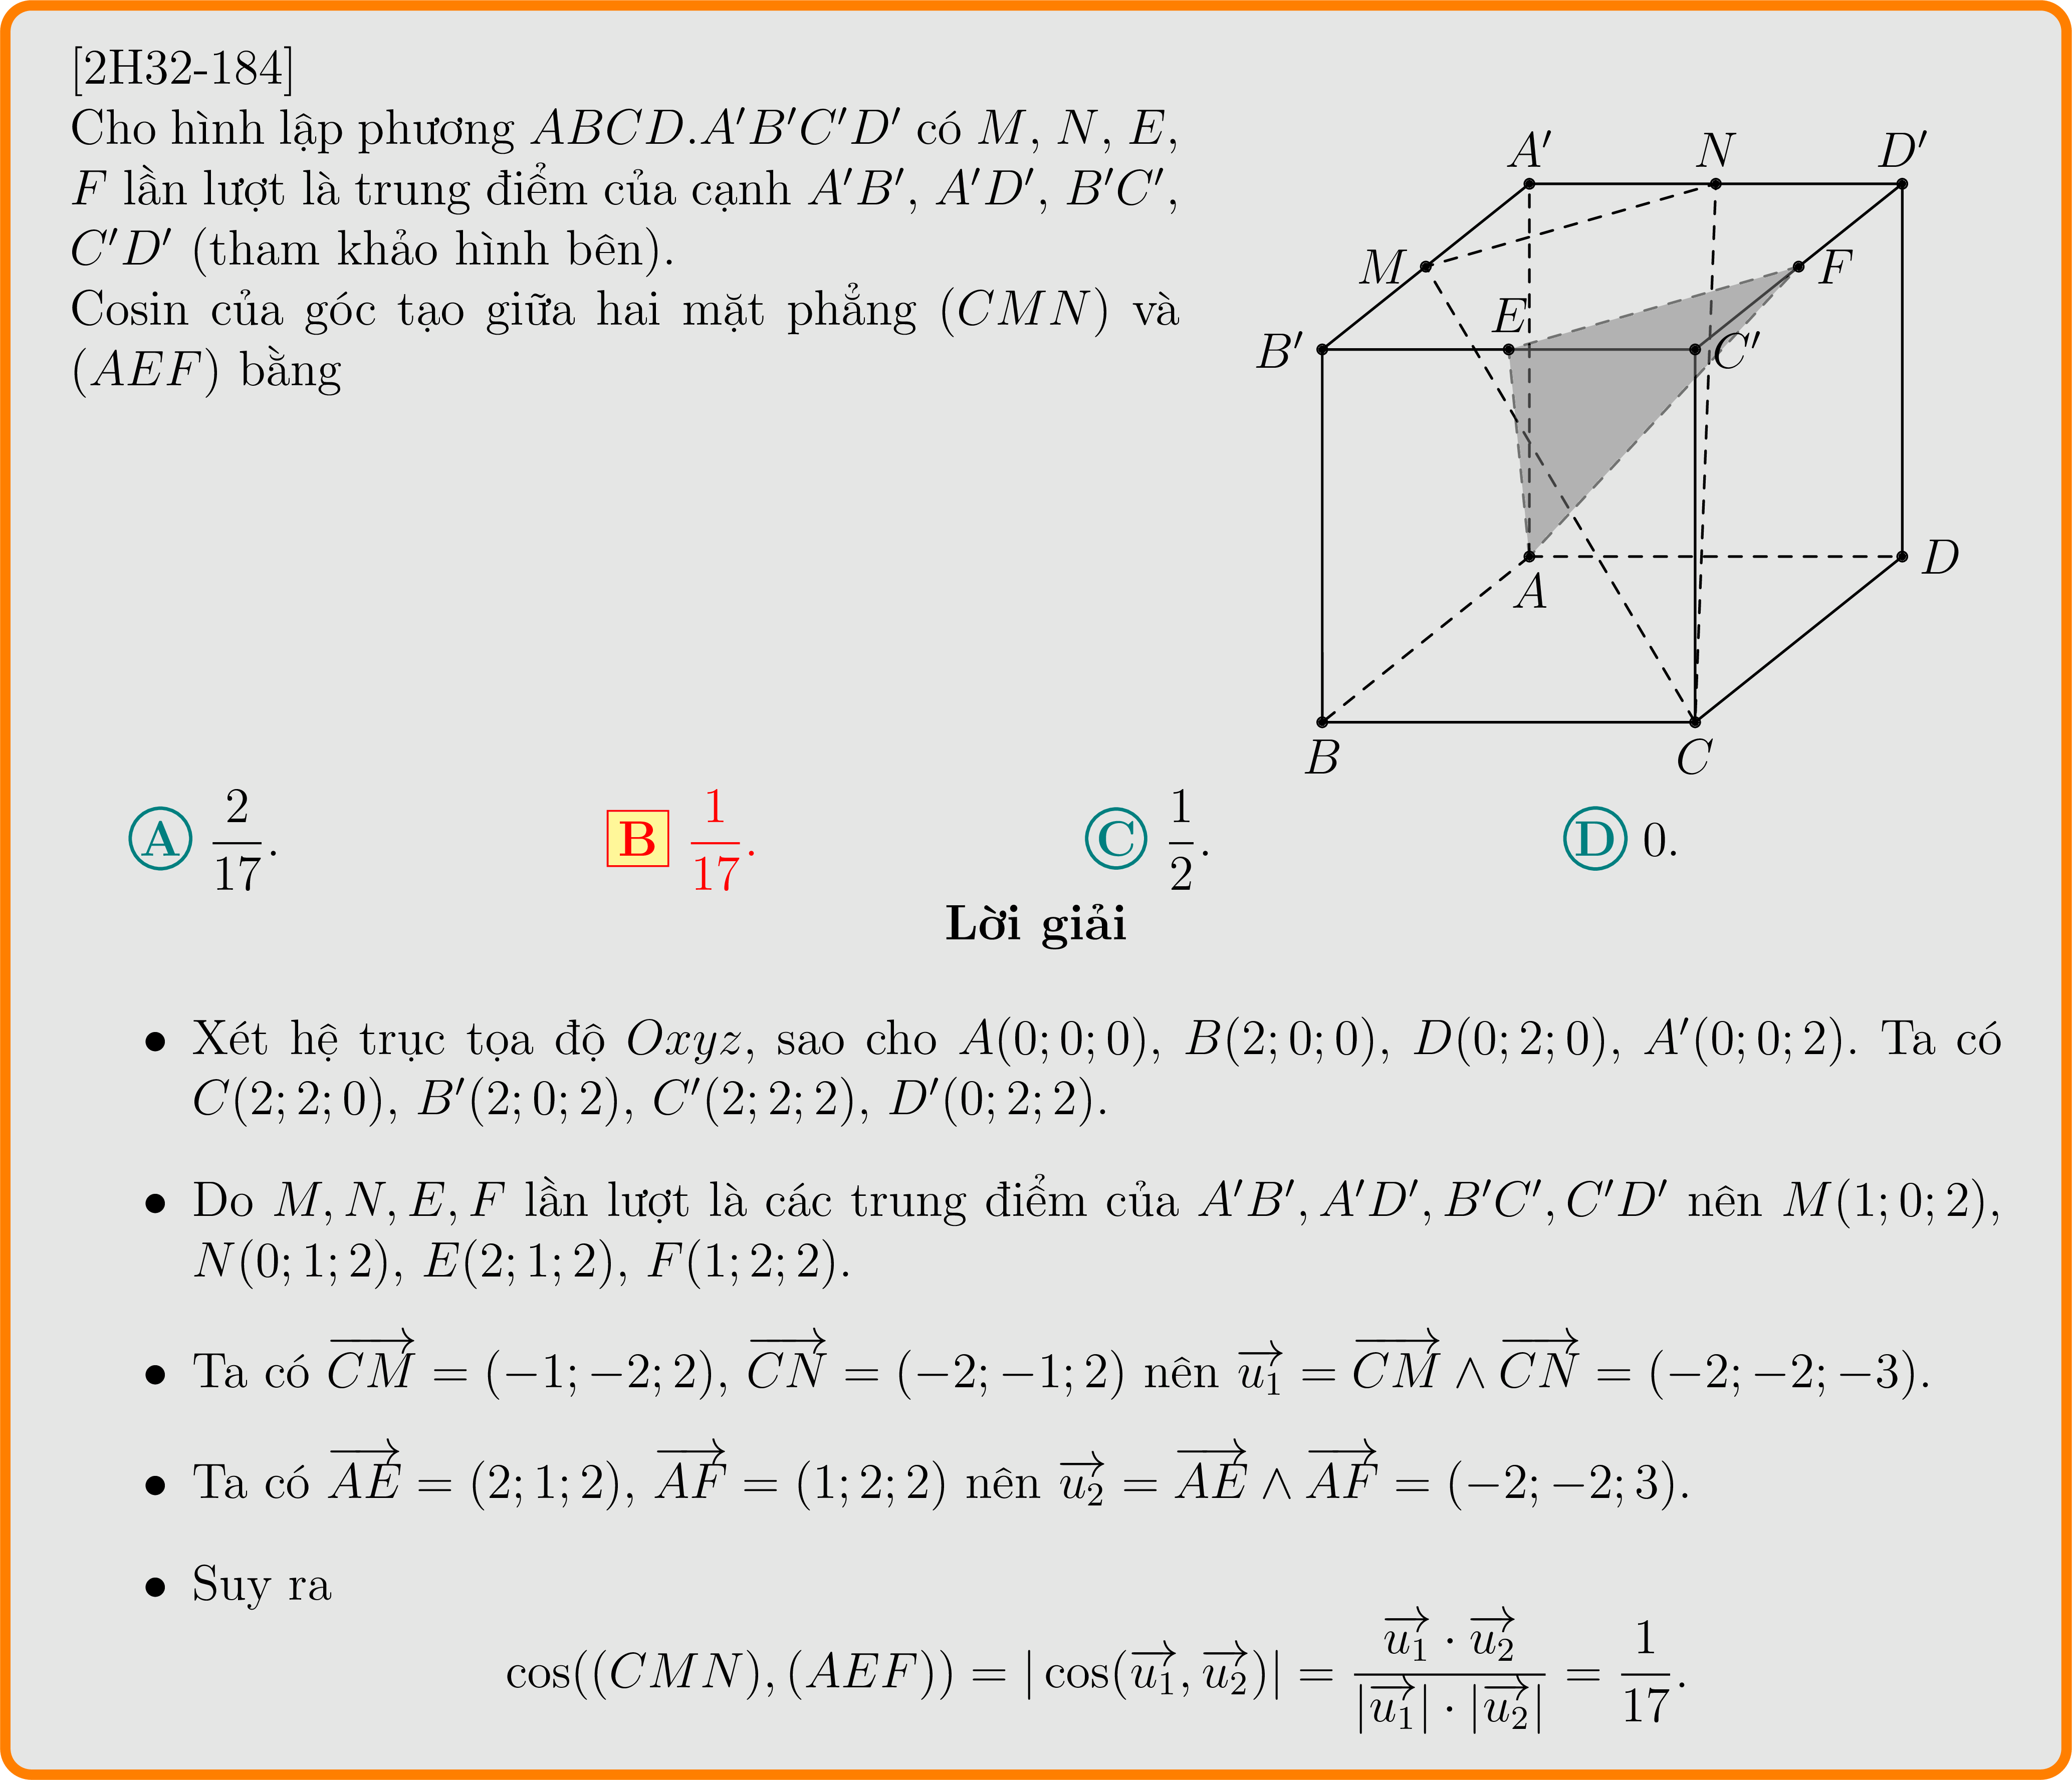 [2H32-184]
Cho hình lập phương ABCD.A′B′C′D′ có M, N, E,
F lần lượt là trung điểm của cạnh A′B′, A′D′, B′C′,
C′D′ (tham khảo hình bên).
Cosin của góc tạo giữa hai mặt phẳng (CMN) và
(AEF) bằng
A′ N D′
M F
E
B′ C′
A D
B C
A 2/17. B 1/17. C 1/2. D 0.
Lời giải
• Xét hệ trục tọa độ Oxyz, sao cho A(0; 0; 0), B(2; 0; 0), D(0; 2; 0), A′(0; 0; 2). Ta có
C(2; 2; 0), B′(2; 0; 2), C′(2; 2; 2), D′(0; 2; 2).
• Do M, N, E, F lần lượt là các trung điểm của A′B′, A′D′, B′C′, C′D′ nên M(1; 0; 2),
N(0; 1; 2), E(2; 1; 2), F(1; 2; 2).
• Ta có \overrightarrow{CM} = (−1; −2; 2), \overrightarrow{CN} = (−2; −1; 2) nên \overrightarrow{u_1} = \overrightarrow{CM} ∧ \overrightarrow{CN} = (−2; −2; −3).
• Ta có \overrightarrow{AE} = (2; 1; 2), \overrightarrow{AF} = (1; 2; 2) nên \overrightarrow{u_2} = \overrightarrow{AE} ∧ \overrightarrow{AF} = (−2; −2; 3).
• Suy ra
cos((CMN), (AEF)) = | cos(\overrightarrow{u_1}, \overrightarrow{u_2})| = \frac{\overrightarrow{u_1} · \overrightarrow{u_2}}{|\overrightarrow{u_1}| · |\overrightarrow{u_2}|} = \frac{1}{17}.